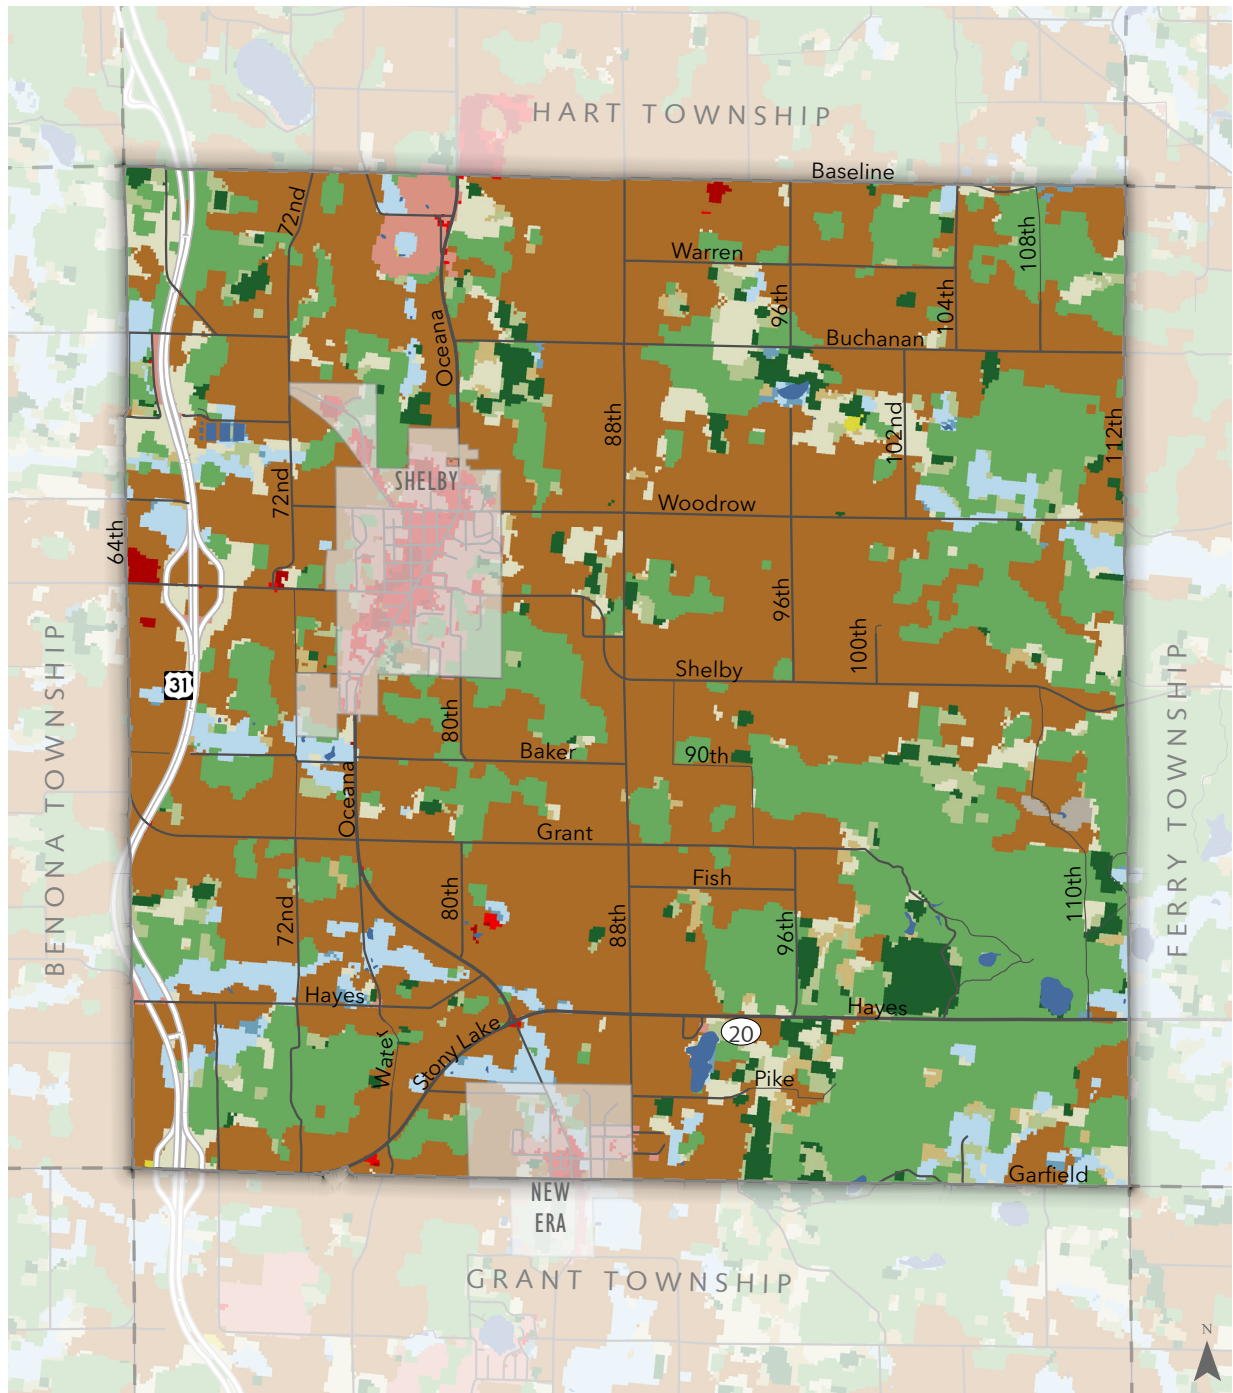 HART TOWNSHIP
Baseline
72nd
Warren
108th
96th
104th
Oceana
Buchanan
88th
102nd
112th
SHELBY
72nd
Woodrow
64th
96th
100th
31
Shelby
80th
Baker
90th
BENONA TOWNSHIP
FERRY TOWNSHIP
Oceana
Grant
Fish
80th
72nd
88th
96th
110th
Hayes
Hayes
20
Water
Stony Lake
Pike
Garfield
NEW
ERA
GRANT TOWNSHIP
N